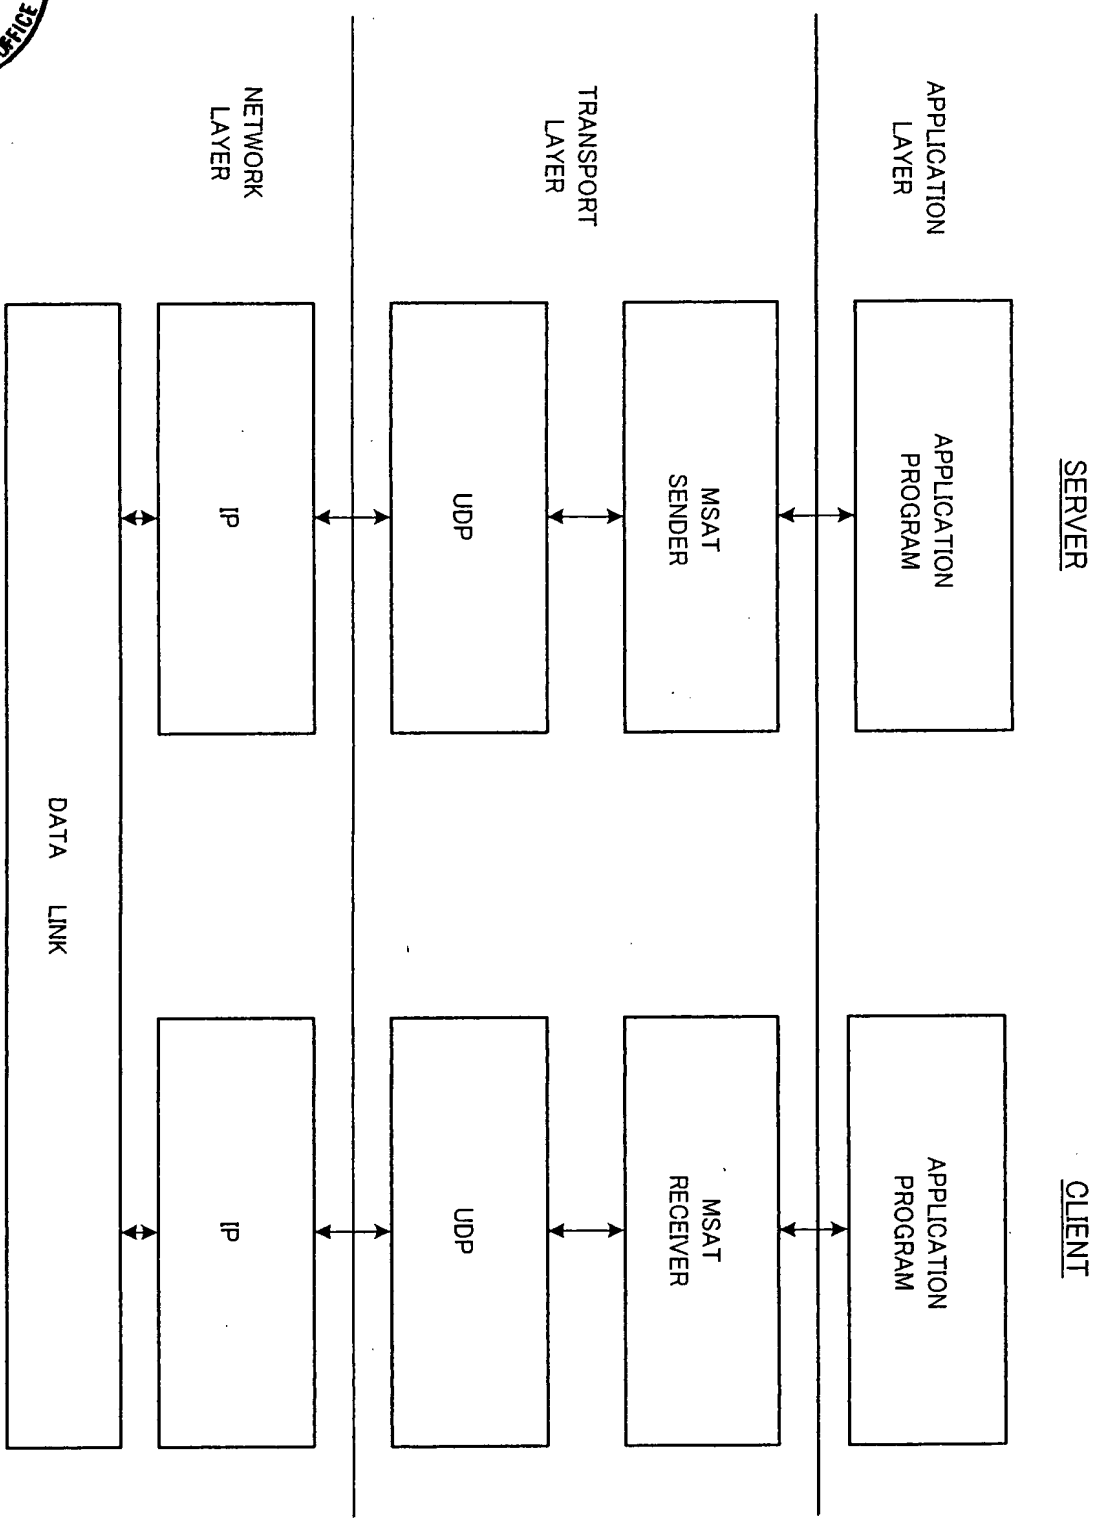 SERVER
CLIENT
APPLICATION
LAYER
APPLICATION
PROGRAM
APPLICATION
PROGRAM
TRANSPORT
LAYER
MSAT
SENDER
MSAT
RECEIVER
UDP
UDP
NETWORK
LAYER
IP
IP
DATA LINK
OFFICE